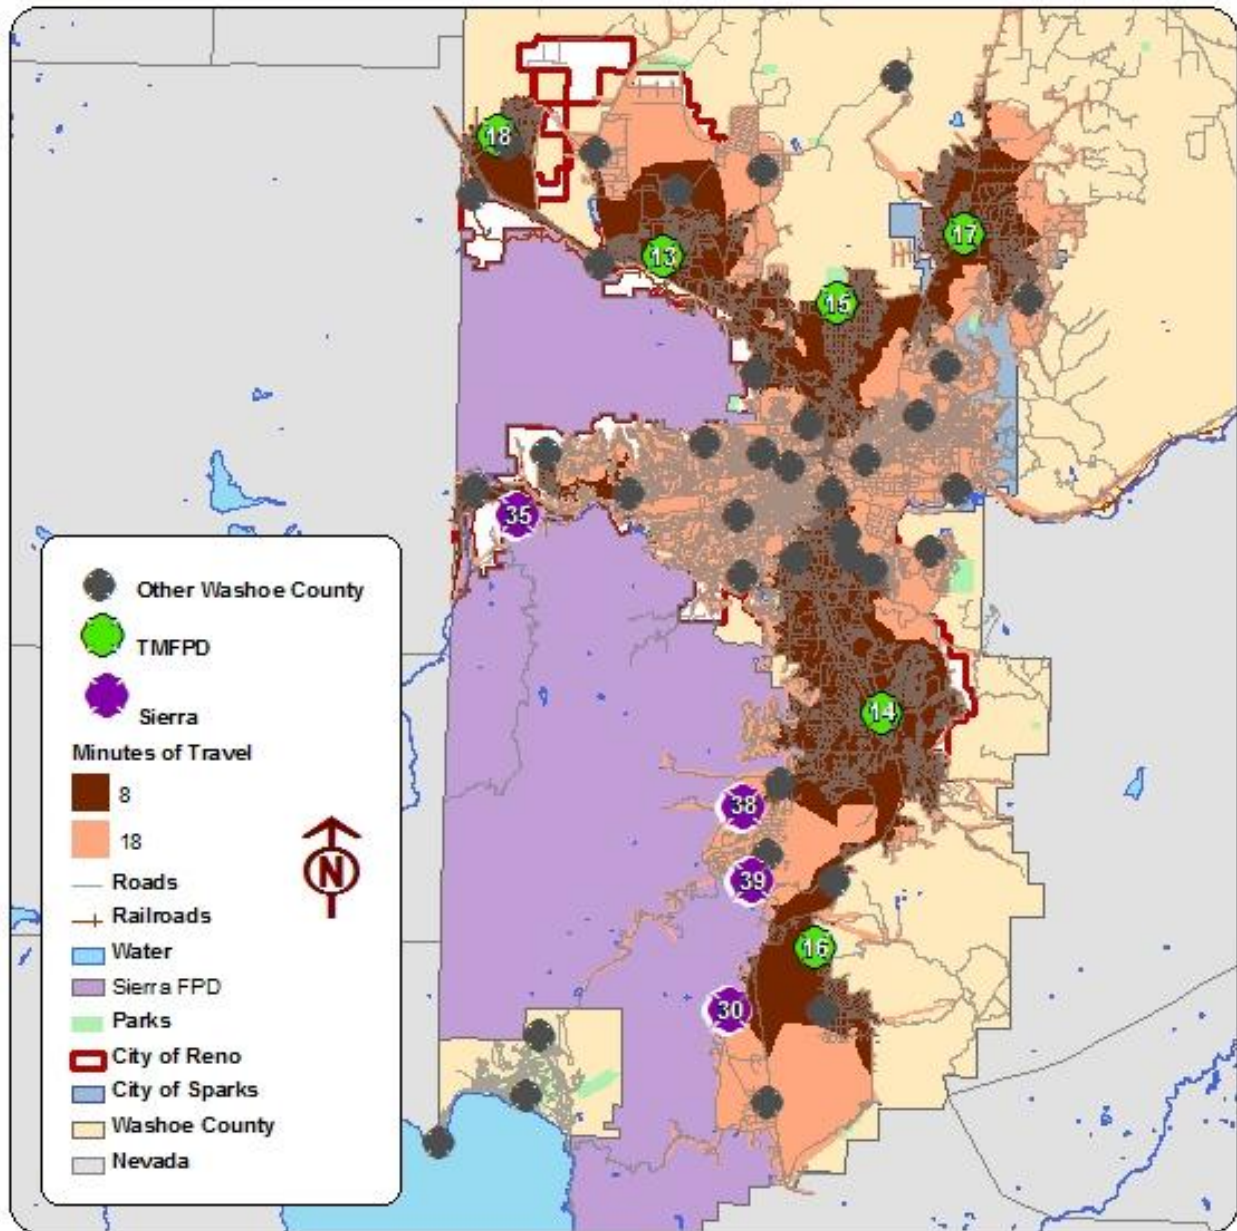 18
17
13
15
35
14
38
39
16
30
Other Washoe County
TMFPD
Sierra
Minutes of Travel
8
18
Roads
Railroads
Water
Sierra FPD
Parks
City of Reno
City of Sparks
Washoe County
Nevada
N